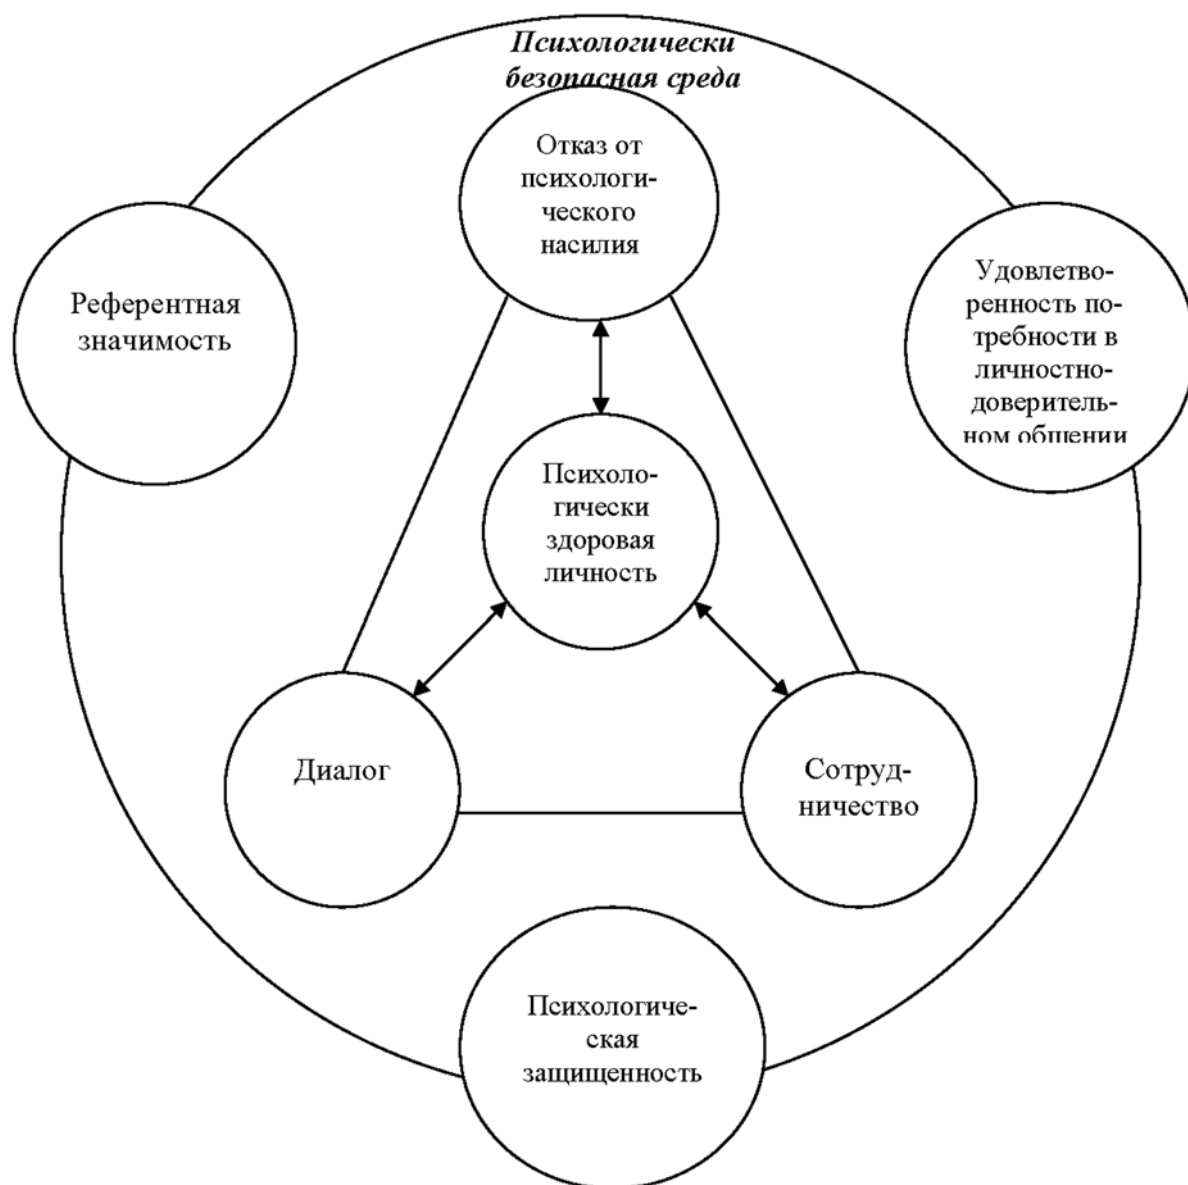 Психологически
безопасная среда
Отказ от
психологи-
ческого
насилия
Референтная
значимость
Удовлетво-
ренность по-
требности в
личностно-
доверитель-
ном общении
Психоло-
гически
здоровая
личность
Диалог
Сотруд-
ничество
Психологиче-
ская
защищенность